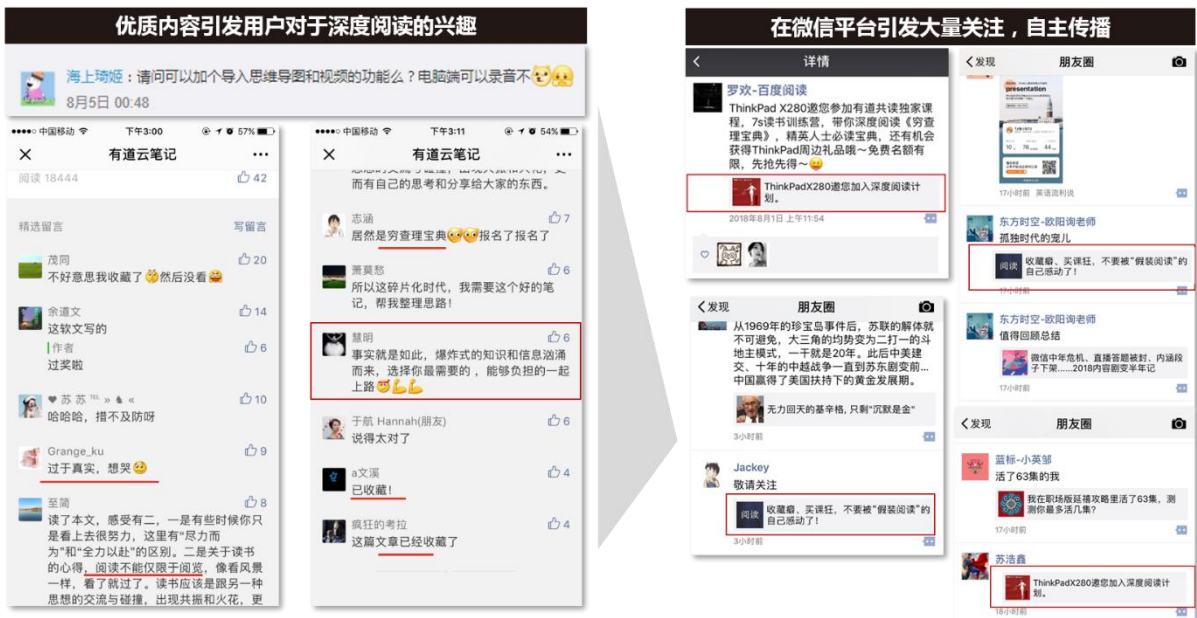 优质内容引发用户对于深度阅读的兴趣
海上琦姬：请问可以加个导入思维导图和视频的功能么？电脑端可以录音不
8月5日 00:48
中国移动 下午3:00 57%
有道云笔记
阅读 18444 42
精选留言 写留言
茂同 20
不好意思我收藏了然后没看
余道文 14
这软文写的
作者 6
过奖啦
♥ 苏 苏 ℡ » ♞ « 10
哈哈哈，措不及防呀
Grange_ku 9
过于真实，想哭
至简 8
读了本文，感受有二，一是有些时候你只
是看上去很努力，这里有“尽力而
为”和“全力以赴”的区别。二是关于读书
的心得，阅读不能仅限于阅览，像看风景
一样，看了就过了。读书应该是跟另一种
思想的交流与碰撞，出现共振和火花，更
中国移动 下午3:11 54%
有道云笔记
思想的交流与碰撞，出现共振和火花，更
而有自己的思考和分享给大家的东西。
志涵 7
居然是穷查理宝典报名了报名了
萧莫愁 6
所以这碎片化时代，我需要这个好的笔
记，帮我整理思路！
慧明 6
事实就是如此，爆炸式的知识和信息汹涌
而来，选择你最需要的 ，能够负担的一起
上路
于航 Hannah(朋友) 6
说得太对了
a文溪 4
已收藏！
疯狂的考拉 4
这篇文章已经收藏了
在微信平台引发大量关注，自主传播
详情
罗欢-百度阅读
ThinkPad X280邀您参加有道共读独家课
程，7s读书训练营，带你深度阅读《穷查
理宝典》，精英人士必读宝典，还有机会
获得ThinkPad周边礼品哦～免费名额有
限，先抢先得～
ThinkPadX280邀您加入深度阅读计
划。
2018年8月1日 上午11:54
发现 朋友圈
从1969年的珍宝岛事件后，苏联的解体就
不可避免，大三角的均势变为二打一的斗
地主模式，一干就是20年。此后中美建
交、十年的中越战争一直到苏东剧变前...
中国赢得了美国扶持下的黄金发展期。
无力回天的基辛格, 只剩"沉默是金"
3小时前
Jackey
敬请关注
阅读
收藏癖、买课狂，不要被“假装阅读”的
自己感动了！
3小时前
发现 朋友圈
presentation
17小时前 英语流利说
东方时空-欧阳询老师
孤独时代的宠儿
阅读
收藏癖、买课狂，不要被“假装阅读”的
自己感动了！
17小时前
东方时空-欧阳询老师
值得回顾总结
微信中年危机、直播答题被封、内涵段
子下架......2018内容剧变半年记
17小时前
发现 朋友圈
蓝标-小英邹
活了63集的我
我在职场版延禧攻略里活了63集，测
测你最多活几集？
17小时前
苏浩鑫
ThinkPadX280邀您加入深度阅读计
划。
18小时前